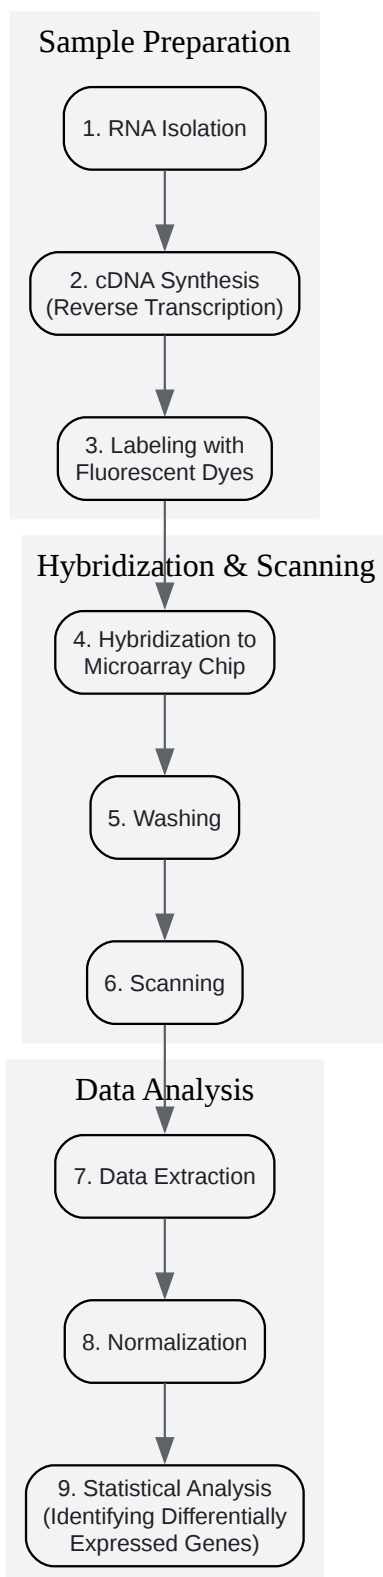 Sample Preparation
1. RNA Isolation
2. cDNA Synthesis
(Reverse Transcription)
3. Labeling with
Fluorescent Dyes
Hybridization & Scanning
4. Hybridization to
Microarray Chip
5. Washing
6. Scanning
Data Analysis
7. Data Extraction
8. Normalization
9. Statistical Analysis
(Identifying Differentially
Expressed Genes)